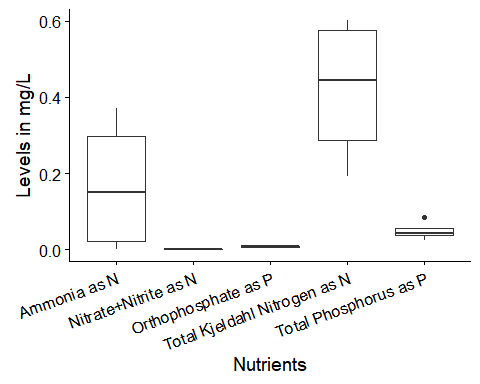 Levels in mg/L
0.6
0.4
0.2
0.0
Ammonia as N
Nitrate+Nitrite as N
Orthophosphate as P
Total Kjeldahl Nitrogen as N
Total Phosphorus as P
Nutrients